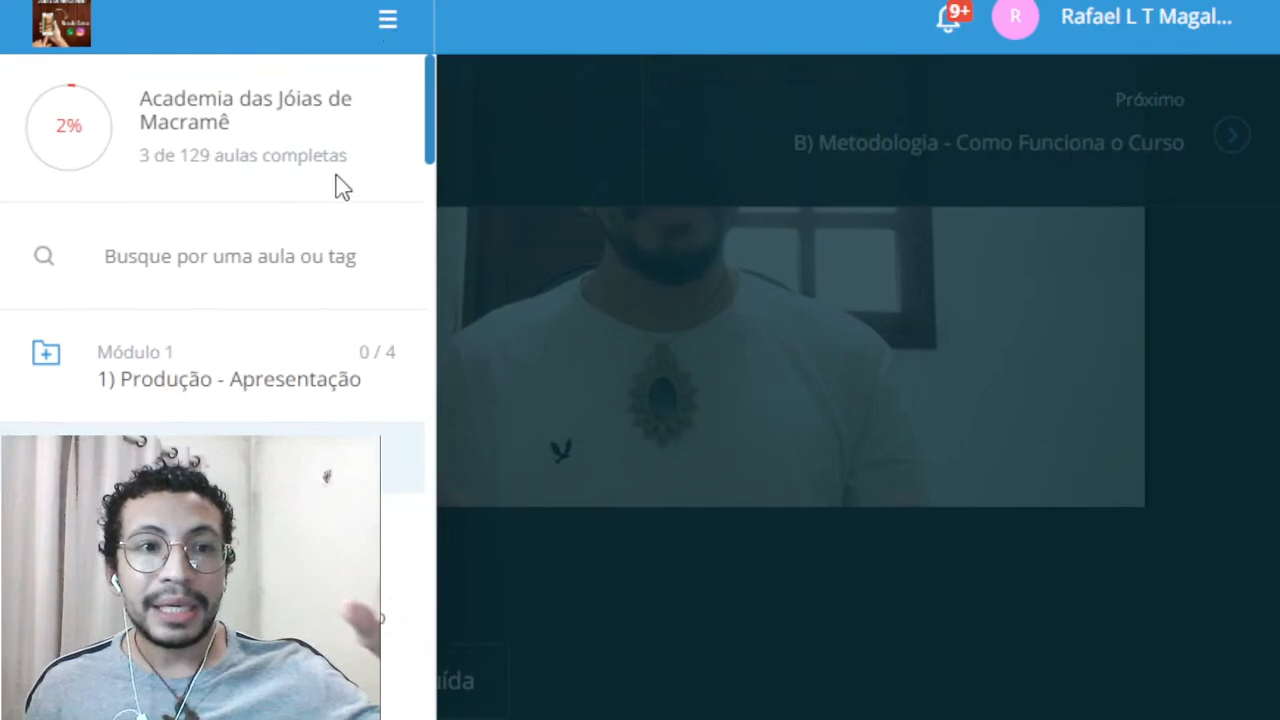 9+
R
Rafael L T Magal...
2%
Academia das Jóias de
Macramê
3 de 129 aulas completas
Próximo
B) Metodologia - Como Funciona o Curso
Busque por uma aula ou tag
Módulo 1
0 / 4
1) Produção - Apresentação
uída